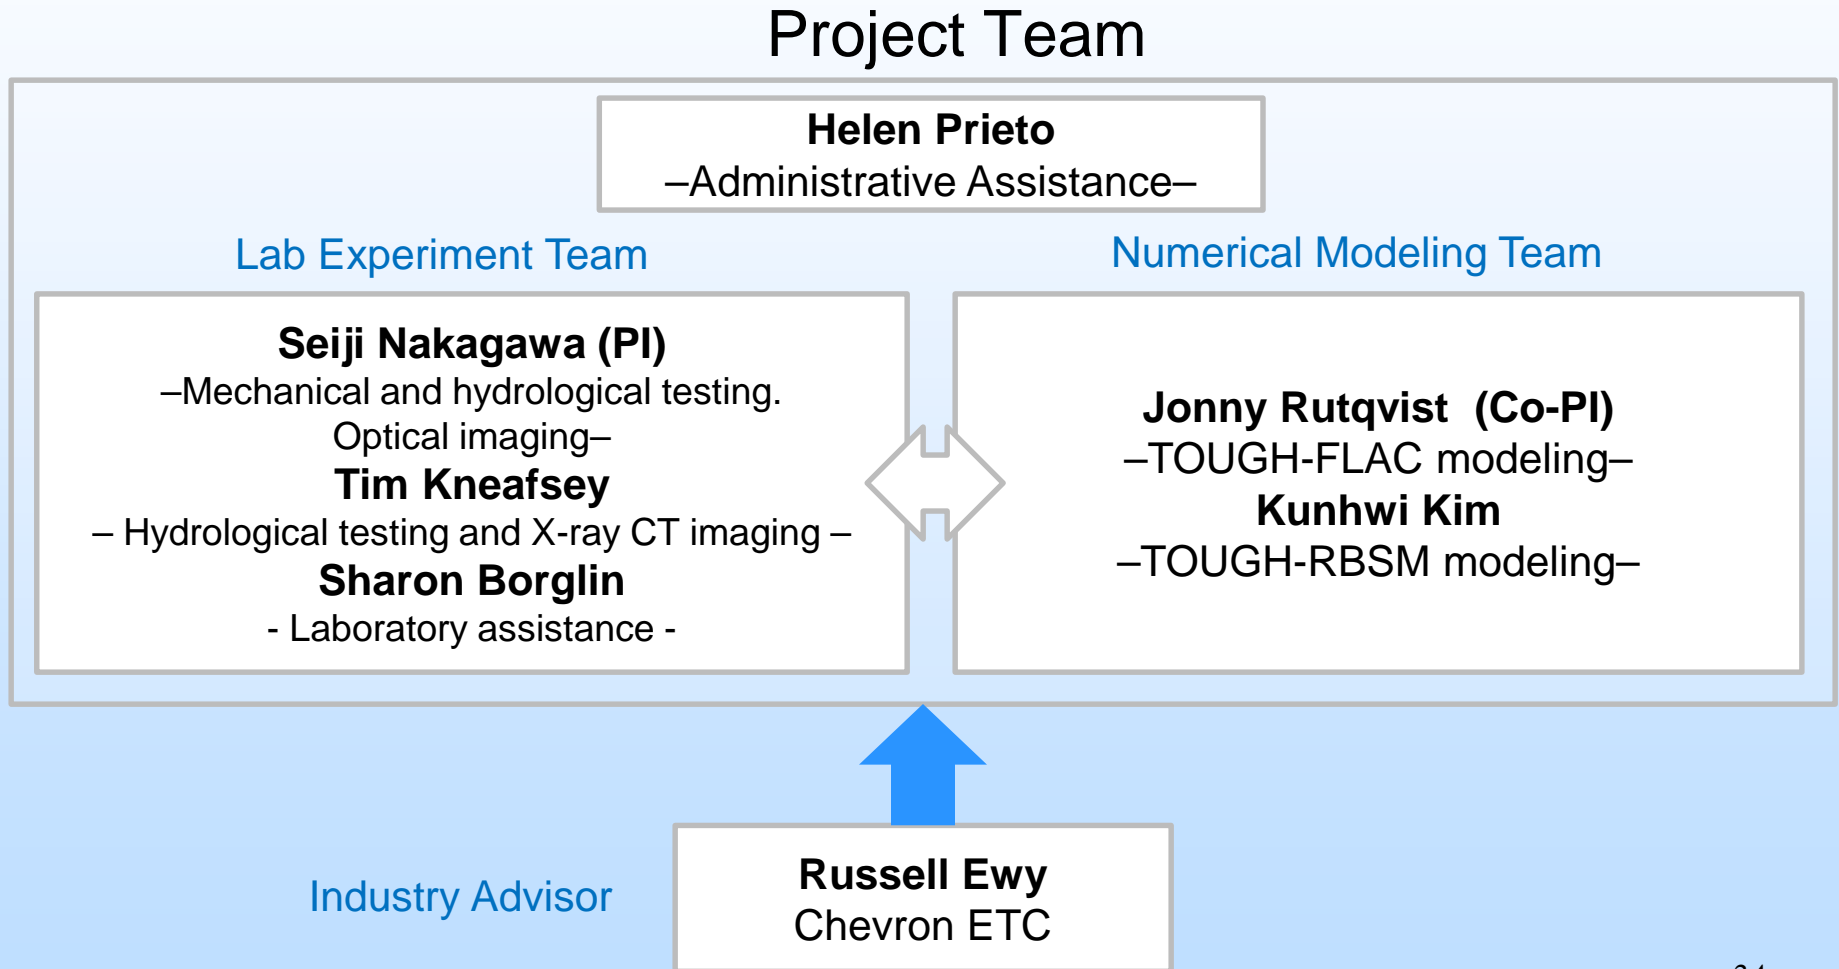 Project Team
Helen Prieto
–Administrative Assistance–
Lab Experiment Team
Seiji Nakagawa (PI)
–Mechanical and hydrological testing.
Optical imaging–
Tim Kneafsey
– Hydrological testing and X-ray CT imaging –
Sharon Borglin
- Laboratory assistance -
Numerical Modeling Team
Jonny Rutqvist  (Co-PI)
–TOUGH-FLAC modeling–
Kunhwi Kim
–TOUGH-RBSM modeling–
Industry Advisor
Russell Ewy
Chevron ETC